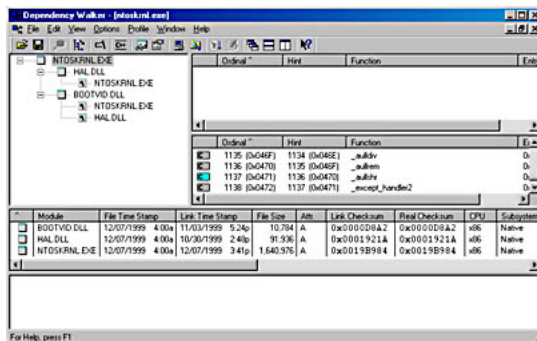 Dependency Walker - [ntoskrnl.exe]
File Edit View Options Profile Window Help
NTOSKRNL.EXE
HAL.DLL
NTOSKRNL.EXE
BOOTVID.DLL
NTOSKRNL.EXE
HAL.DLL
Ordinal ^ Hint Function Entr
Ordinal ^ Hint Function
1135 (0x046F) 1134 (0x046E) _aulldiv
1136 (0x0470) 1135 (0x046F) _aullrem
1137 (0x0471) 1136 (0x0470) _aullshr
1138 (0x0472) 1137 (0x0471) _except_handler2
^ Module File Time Stamp Link Time Stamp File Size Attr. Link Checksum Real Checksum CPU Subsystem
BOOTVID.DLL 12/07/1999 4:00a 11/03/1999 5:24p 10,784 A 0x0000D8A2 0x0000D8A2 x86 Native
HAL.DLL 12/07/1999 4:00a 10/30/1999 2:48p 91,936 A 0x0001921A 0x0001921A x86 Native
NTOSKRNL.EXE 12/07/1999 4:00a 12/07/1999 3:41p 1,640,976 A 0x0019B984 0x0019B984 x86 Native
For Help, press F1